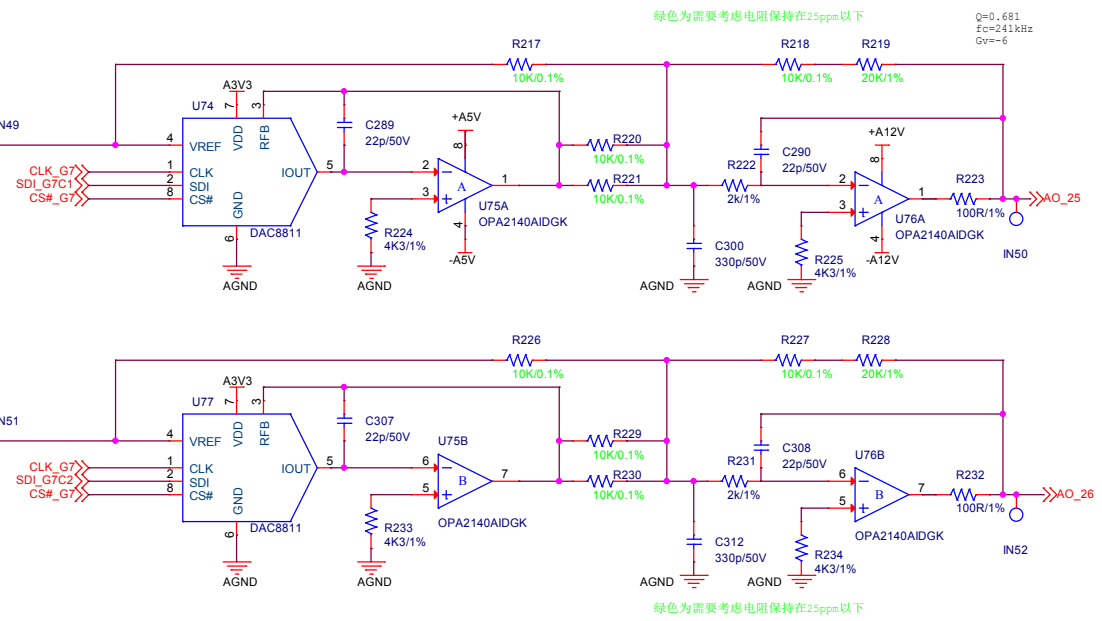 绿色为需要考虑电阻保持在25ppm以下
Q=0.681
fc=241kHz
Gv=-6
R217
10K/0.1%
R218
10K/0.1%
R219
20K/1%
A3V3
U74
7
3
VDD
RFB
C289
22p/50V
+A5V
8
R220
10K/0.1%
+A12V
8
N49
4
VREF
C290
22p/50V
CLK_G7
1
CLK
IOUT
5
2
A
1
R221
10K/0.1%
R222
2k/1%
2
A
1
R223
100R/1%
AO_25
SDI_G7C1
2
SDI
CS#_G7
8
CS#
3
U75A
OPA2140AIDGK
3
U76A
OPA2140AIDGK
GND
6
DAC8811
R224
4K3/1%
4
-A5V
C300
330p/50V
R225
4K3/1%
4
-A12V
IN50
AGND
AGND
AGND
AGND
R226
10K/0.1%
R227
10K/0.1%
R228
20K/1%
A3V3
U77
7
3
VDD
RFB
C307
22p/50V
N51
4
VREF
U75B
R229
10K/0.1%
C308
22p/50V
U76B
CLK_G7
1
CLK
IOUT
5
6
B
7
R230
10K/0.1%
R231
2k/1%
6
B
7
R232
100R/1%
AO_26
SDI_G7C2
2
SDI
CS#_G7
8
CS#
5
OPA2140AIDGK
5
OPA2140AIDGK
GND
6
DAC8811
R233
4K3/1%
C312
330p/50V
R234
4K3/1%
IN52
AGND
AGND
AGND
AGND
绿色为需要考虑电阻保持在25ppm以下